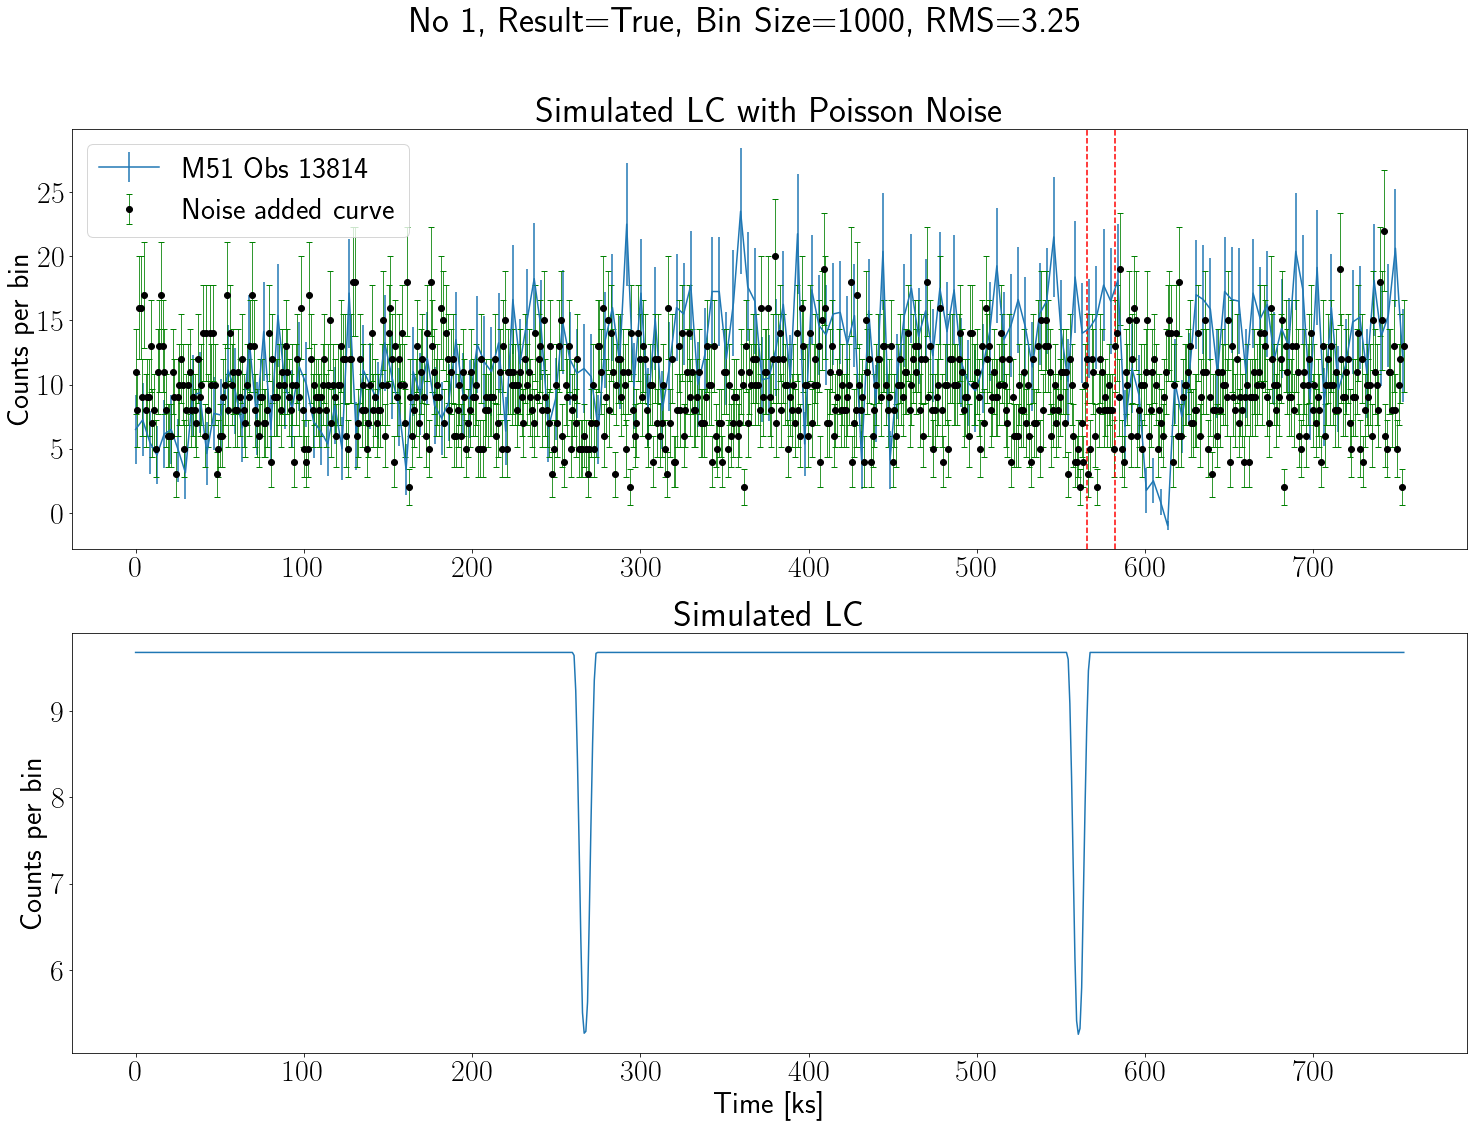 No 1, Result=True, Bin Size=1000, RMS=3.25
Simulated LC with Poisson Noise
M51 Obs 13814
Noise added curve
Counts per bin
25
20
15
10
5
0
0 100 200 300 400 500 600 700
Simulated LC
Counts per bin
9
8
7
6
0 100 200 300 400 500 600 700
Time [ks]